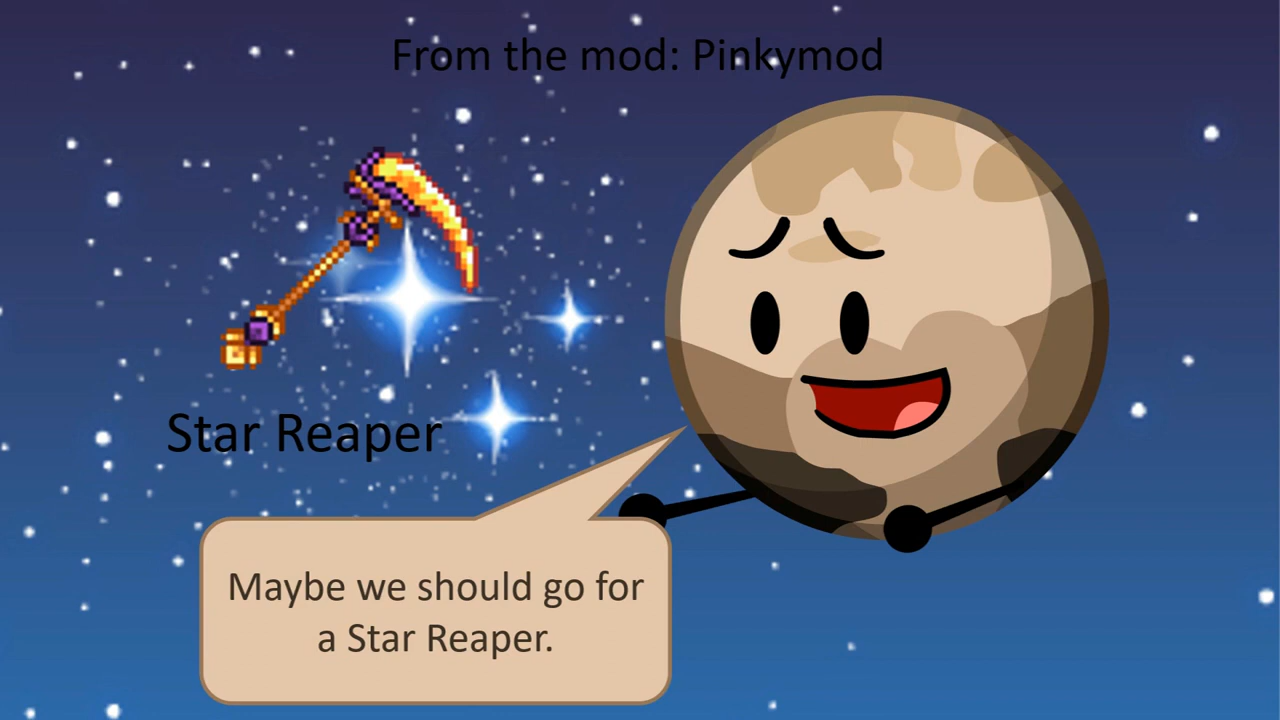 From the mod: Pinkymod
Star Reaper
Maybe we should go for
a Star Reaper.